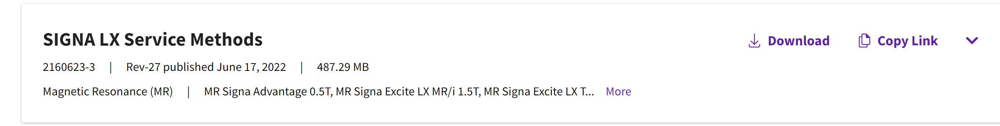 SIGNA LX Service Methods
Download
Copy Link
2160623-3 | Rev-27 published June 17, 2022 | 487.29 MB
Magnetic Resonance (MR) | MR Signa Advantage 0.5T, MR Signa Excite LX MR/i 1.5T, MR Signa Excite LX T... More